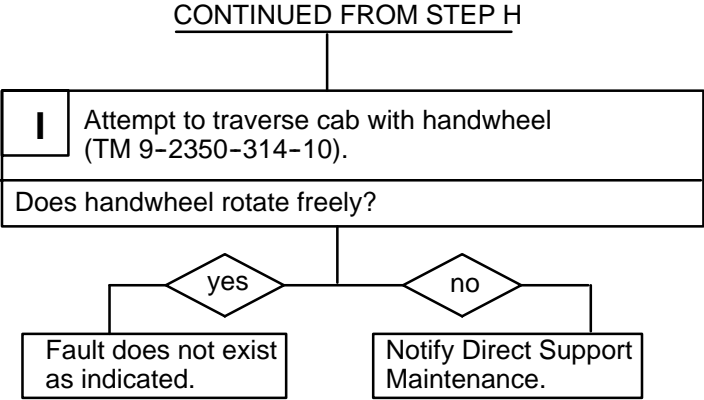 CONTINUED FROM STEP H
I
Attempt to traverse cab with handwheel
(TM 9-2350-314-10).
Does handwheel rotate freely?
yes
no
Fault does not exist
as indicated.
Notify Direct Support
Maintenance.